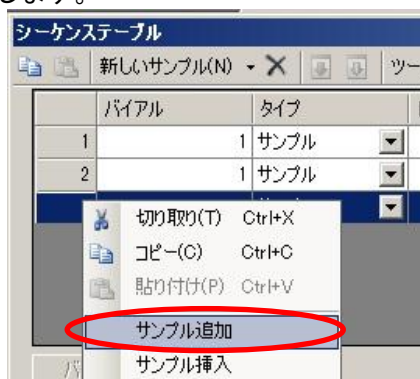 します。
シーケンステーブル
新しいサンプル(N) ツー
バイアル タイプ
1 1 サンプル
2 1 サンプル
切り取り(T) Ctrl+X
コピー(C) Ctrl+C
貼り付け(P) Ctrl+V
サンプル追加
サンプル挿入